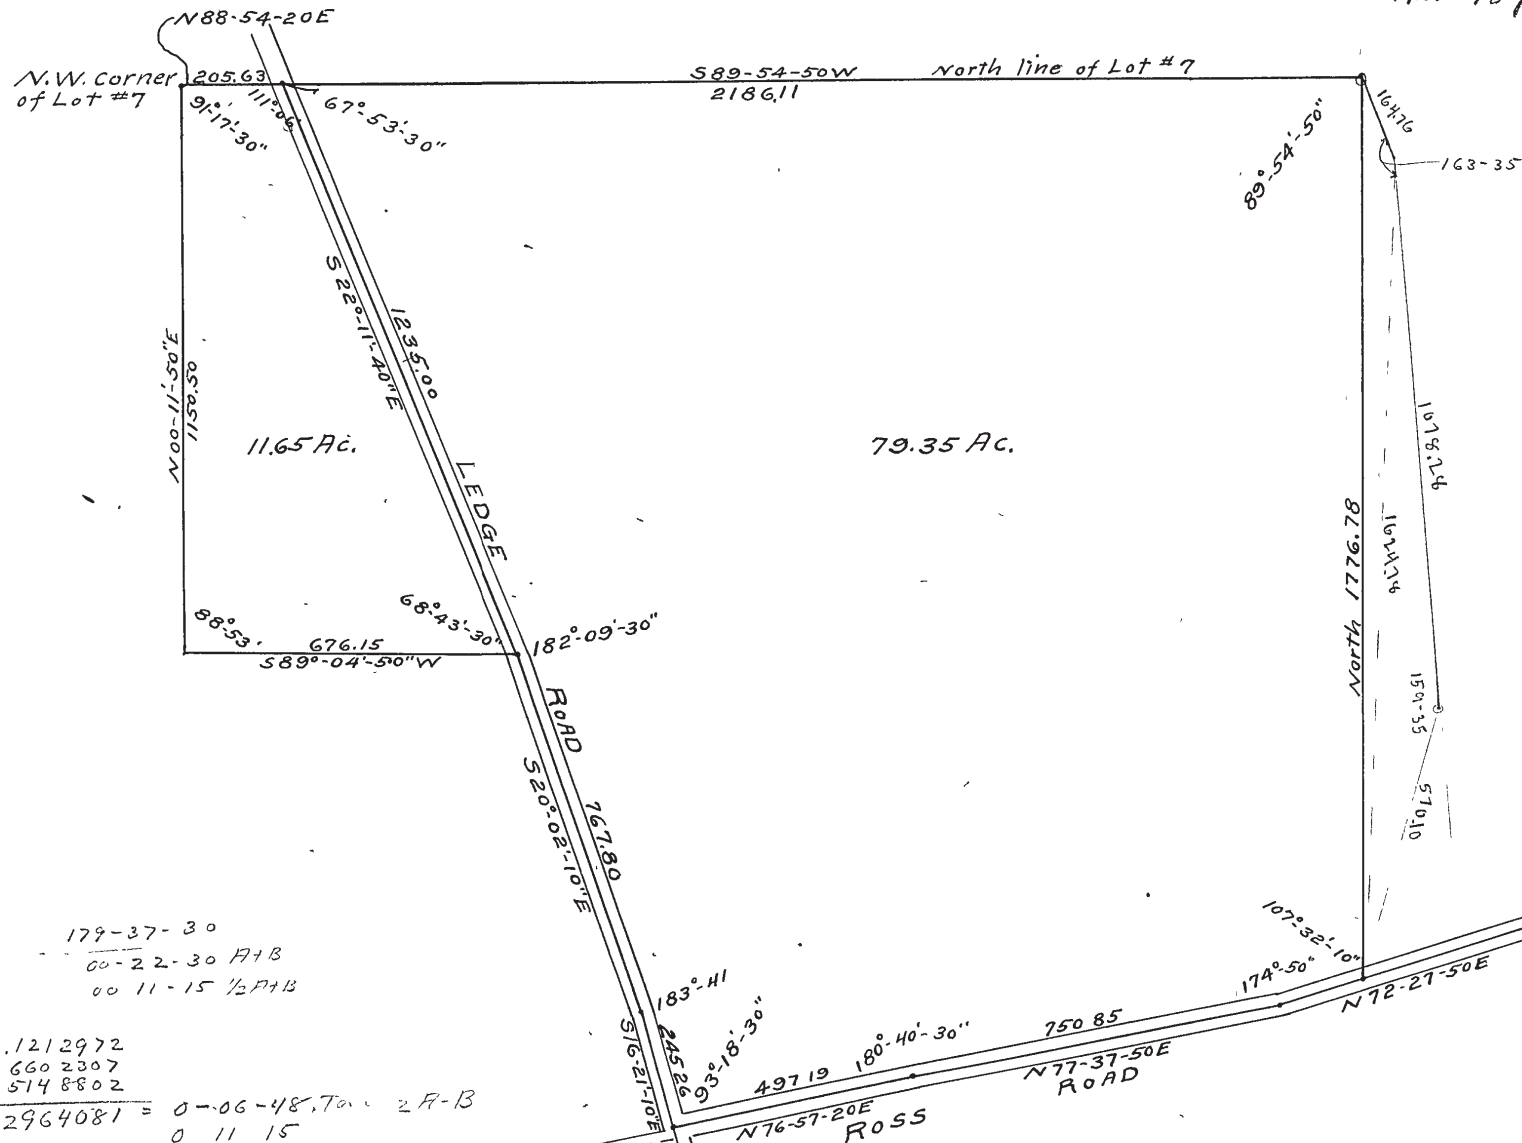 N88-54-20E
N.W. Corner
of Lot #7
205.63
S89-54-50W
North line of Lot #7
2186.11
91°-17'-30"
111°-06'
67°-53'-30"
89°-54'-50"
164.76
163-35
N00-11'-50"E
1150.50
S22°-11'-40"E
1235.00
11.65 Ac.
79.35 Ac.
LEDGE
ROAD
1078.28
North 1776.78
88°-53'
68°-43'-30"
182°-09'-30"
676.15
S89°-04'-50"W
159-35
570.10
S20°-02'-10"E
767.80
107°-32'-10"
174°-50"
183°-41
S16-21'-10"E
245.26
93°-18'-30"
497.19
180°-40'-30"
750.85
N76-57-20E
N77-37-50E
N72-27-50E
ROSS
ROAD
179-37-30
00-22-30 A+B
00 11-15 1/2 A+B
.1212972
6602307
5148802
2964081 = 0-06-48
A-B
0 11 15